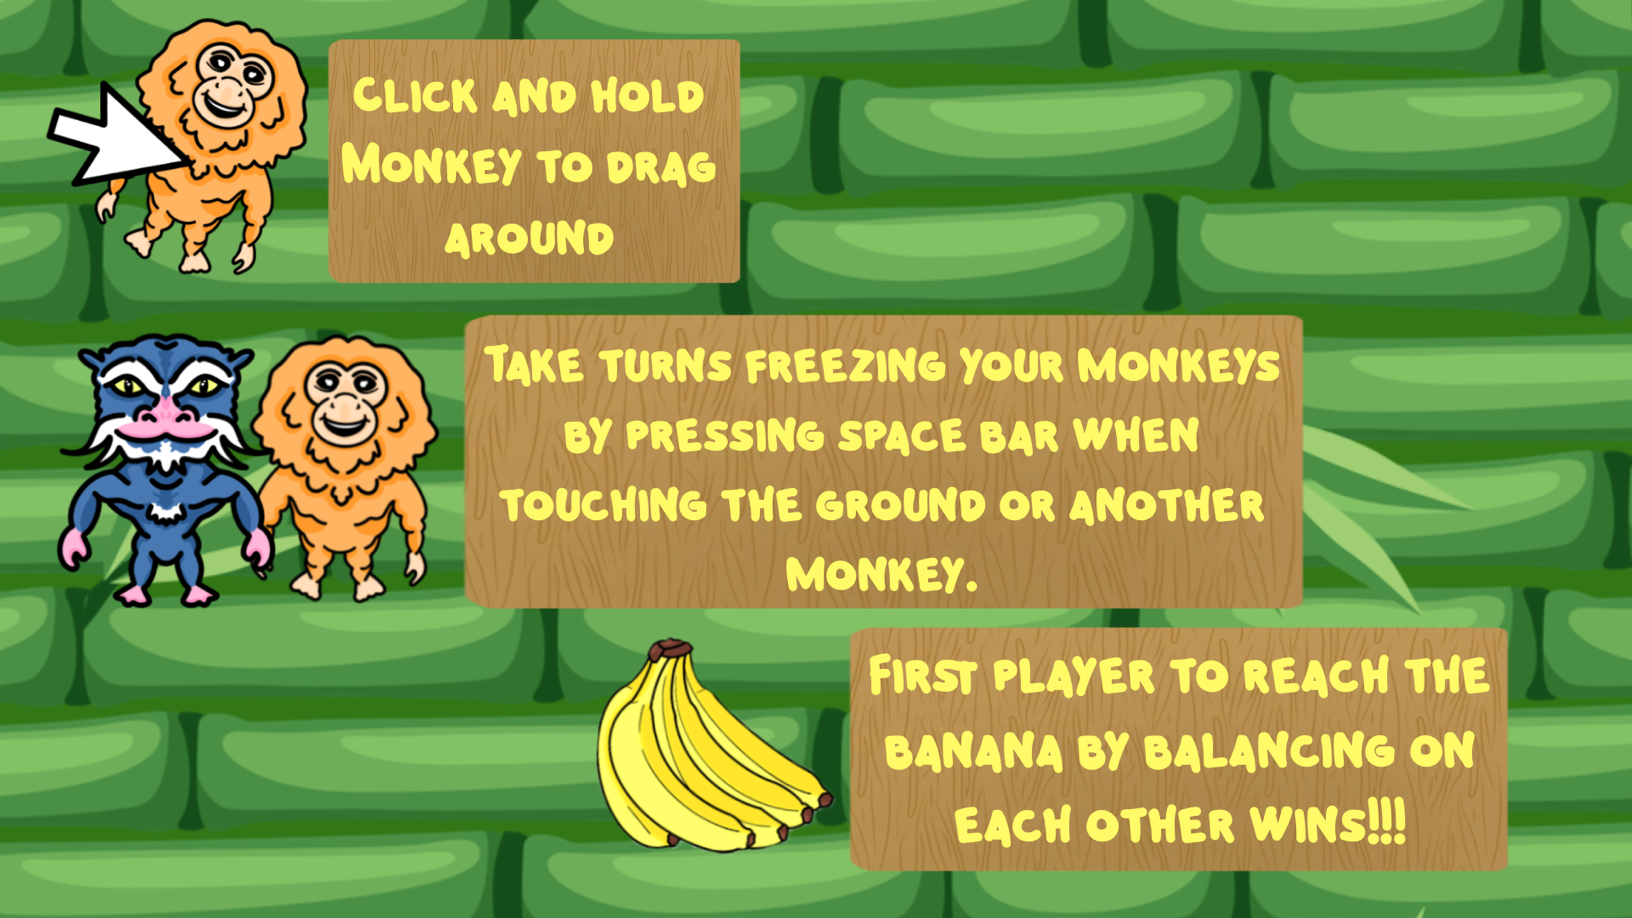 Click and hold
Monkey to drag
around
Take turns freezing your monkeys
by pressing space bar when
touching the ground or another
monkey.
First player to reach the
banana by balancing on
each other wins!!!